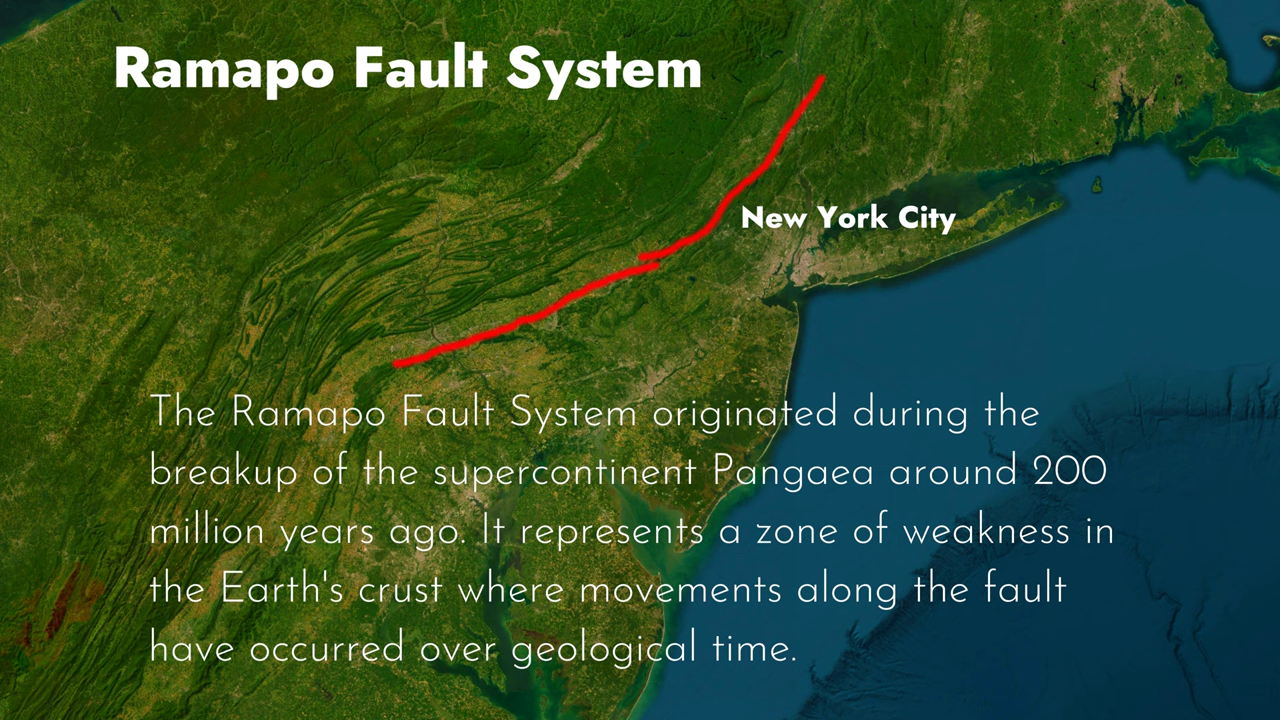 Ramapo Fault System
New York City
The Ramapo Fault System originated during the
breakup of the supercontinent Pangaea around 200
million years ago. It represents a zone of weakness in
the Earth's crust where movements along the fault
have occurred over geological time.